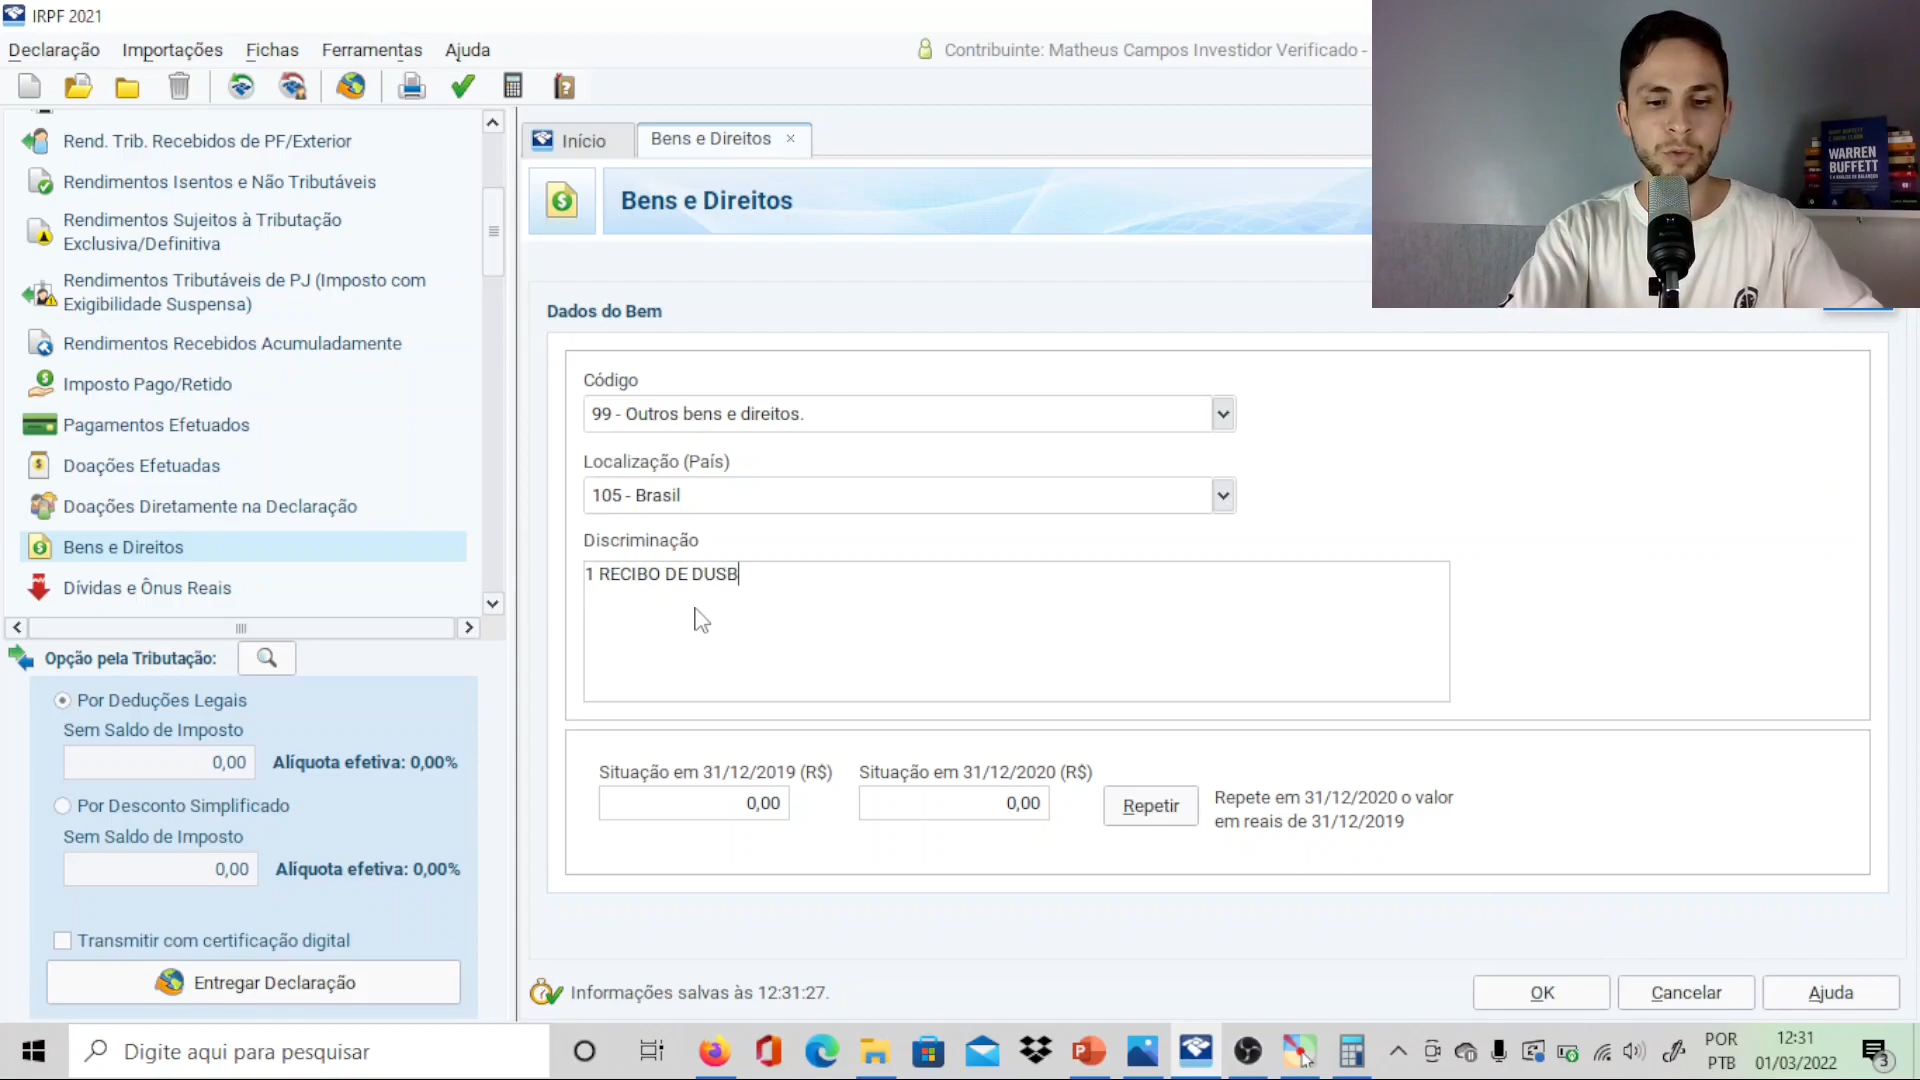 IRPF 2021
Declaração Importações Fichas Ferramentas Ajuda
Contribuinte: Matheus Campos Investidor Verificado -
Rend. Trib. Recebidos de PF/Exterior
Rendimentos Isentos e Não Tributáveis
Rendimentos Sujeitos à Tributação
Exclusiva/Definitiva
Rendimentos Tributáveis de PJ (Imposto com
Exigibilidade Suspensa)
Rendimentos Recebidos Acumuladamente
Imposto Pago/Retido
Pagamentos Efetuados
Doações Efetuadas
Doações Diretamente na Declaração
Bens e Direitos
Dívidas e Ônus Reais
Opção pela Tributação:
Por Deduções Legais
Sem Saldo de Imposto
0,00 Alíquota efetiva: 0,00%
Por Desconto Simplificado
Sem Saldo de Imposto
0,00 Alíquota efetiva: 0,00%
Transmitir com certificação digital
Entregar Declaração
Início Bens e Direitos ×
Bens e Direitos
Dados do Bem
Código
99 - Outros bens e direitos.
Localização (País)
105 - Brasil
Discriminação
1 RECIBO DE DUSB
Situação em 31/12/2019 (R$) Situação em 31/12/2020 (R$)
0,00 0,00 Repetir
Repete em 31/12/2020 o valor
em reais de 31/12/2019
Informações salvas às 12:31:27.
OK Cancelar Ajuda
WARREN
BUFFETT
Digite aqui para pesquisar
POR
PTB
12:31
01/03/2022
3